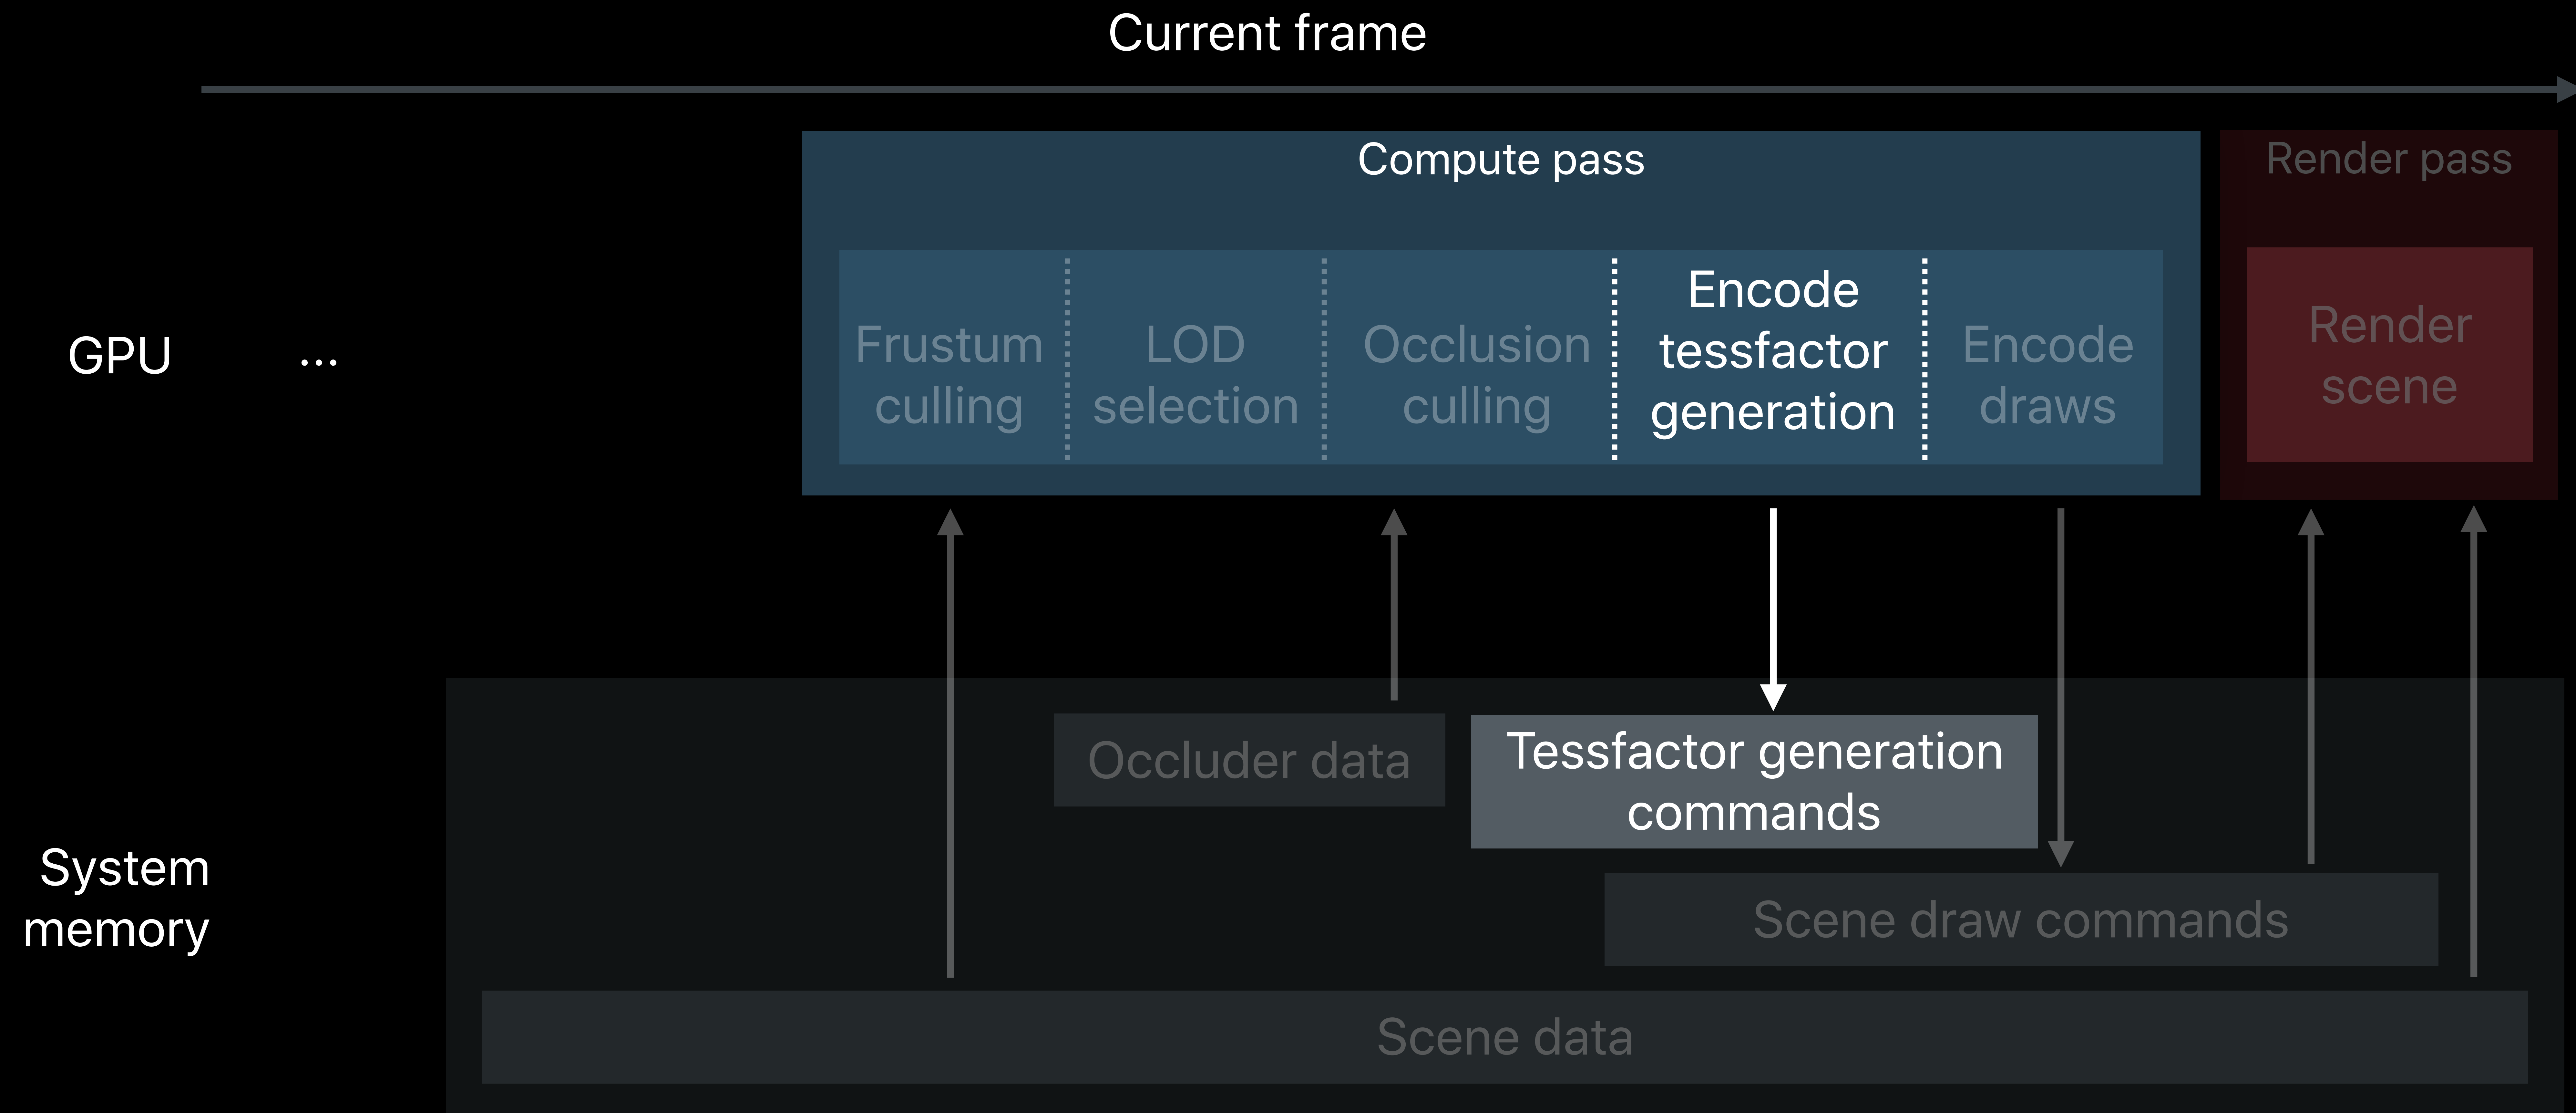 Current frame
Compute pass
Render pass
GPU
...
Frustum
culling
LOD
selection
Occlusion
culling
Encode
tessfactor
generation
Encode
draws
Render
scene
System
memory
Occluder data
Tessfactor generation
commands
Scene draw commands
Scene data